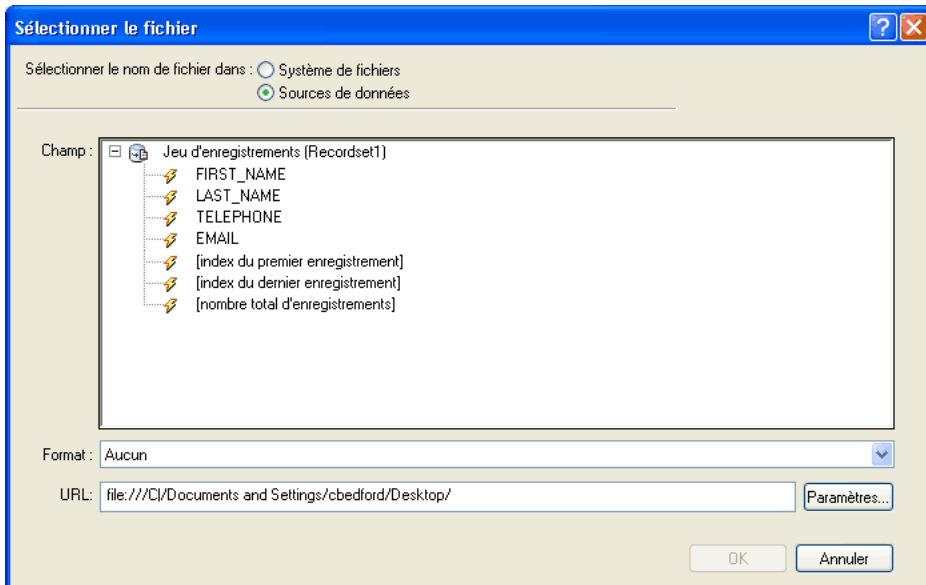 Sélectionner le fichier
Sélectionner le nom de fichier dans : Système de fichiers
Sources de données
Champ : Jeu d'enregistrements (Recordset1)
FIRST_NAME
LAST_NAME
TELEPHONE
EMAIL
[index du premier enregistrement]
[index du dernier enregistrement]
[nombre total d'enregistrements]
Format : Aucun
URL: file:///C|/Documents and Settings/cbedford/Desktop/ Paramètres...
OK Annuler